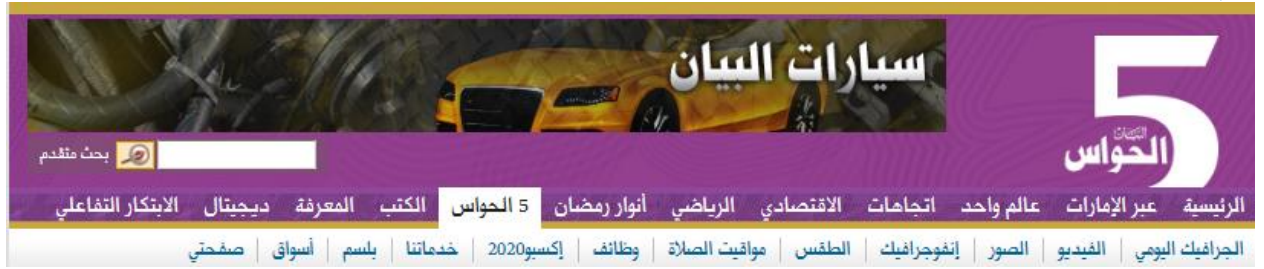 سيارات البيان
5
البيان
الحواس
بحث متقدم
الرئيسية عبر الإمارات عالم واحد اتجاهات الاقتصادي الرياضي أنوار رمضان 5 الحواس الكتب المعرفة ديجيتال الابتكار التفاعلي
الجرافيك اليومي | الفيديو | الصور | إنفوجرافيك | الطقس | مواقيت الصلاة | وظائف | إكسبو2020 | خدماتنا | بلسم | أسواق | صفحتي